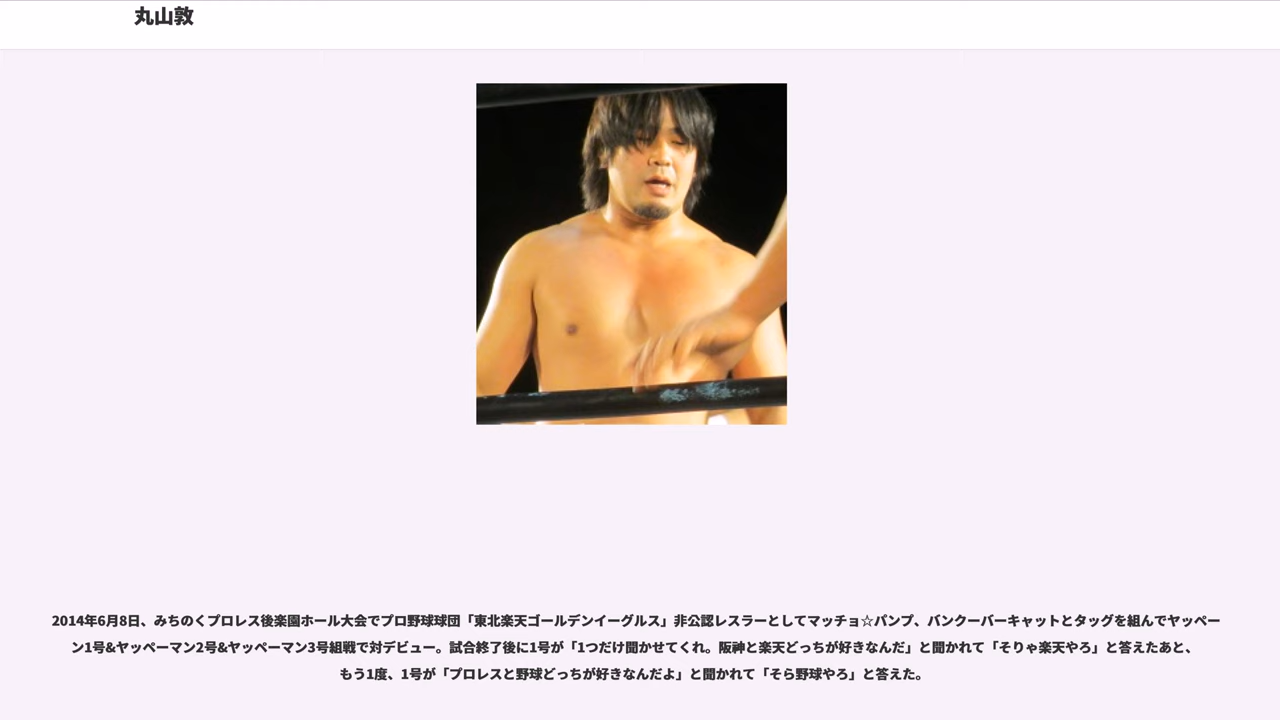 丸山敦
2014年6月8日、みちのくプロレス後楽園ホール大会でプロ野球球団「東北楽天ゴールデンイーグルス」非公認レスラーとしてマッチョ☆パンプ、バンクーバーキャットとタッグを組んでヤッペー
ン1号&ヤッペーマン2号&ヤッペーマン3号組戦で対デビュー。試合終了後に1号が「1つだけ聞かせてくれ。阪神と楽天どっちが好きなんだ」と聞かれて「そりゃ楽天やろ」と答えたあと、
もう1度、1号が「プロレスと野球どっちが好きなんだよ」と聞かれて「そら野球やろ」と答えた。